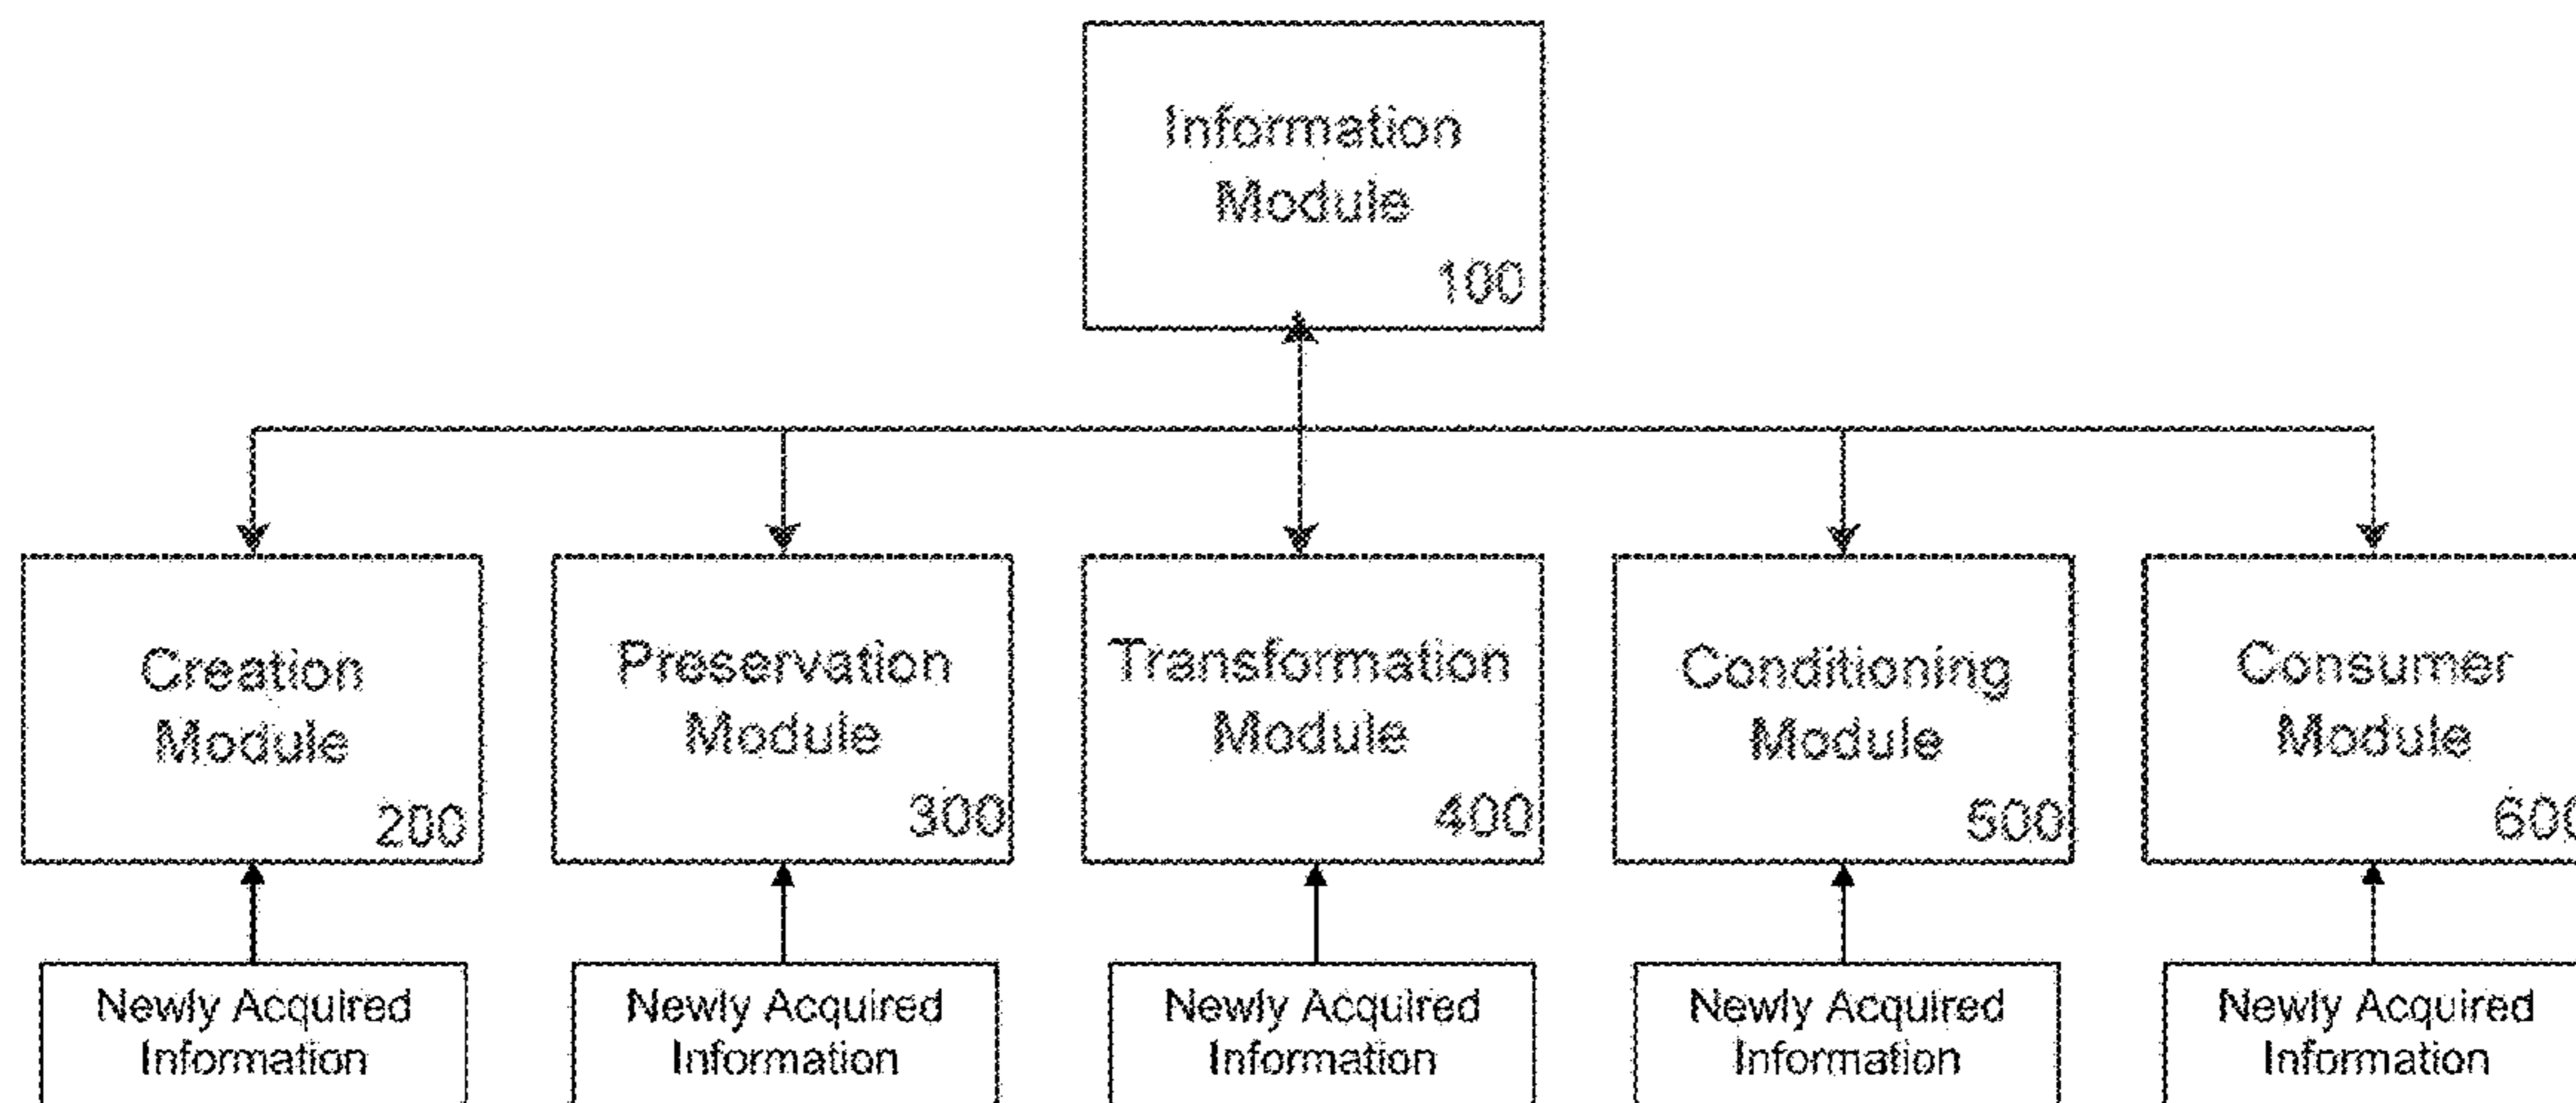 Information
Module
100
Creation
Module
200
Preservation
Module
300
Transformation
Module
400
Conditioning
Module
500
Consumer
Module
600
Newly Acquired
Information
Newly Acquired
Information
Newly Acquired
Information
Newly Acquired
Information
Newly Acquired
Information